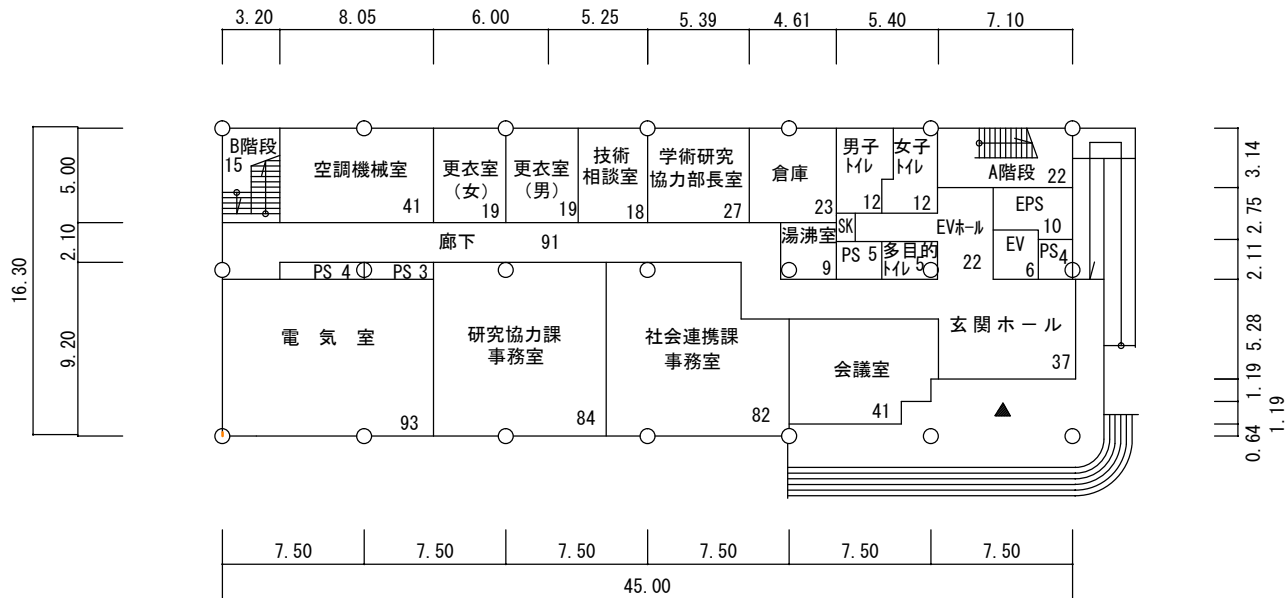 3.20 8.05 6.00 5.25 5.39 4.61 5.40 7.10
16.30
5.00
2.10
9.20
B階段
15
空調機械室
41
更衣室
(女)
19
更衣室
(男)
19
技術
相談室
18
学術研究
協力部長室
27
倉庫
23
男子
トイレ
12
女子
トイレ
12
A階段
22
EPS
10
EVホール
22
EV
6
PS 4
SK
湯沸室
9
PS 5
多目的
トイレ 5
廊下 91
PS 4
PS 3
電気室
93
研究協力課
事務室
84
社会連携課
事務室
82
会議室
41
玄関ホール
37
3.14
2.75
2.11
5.28
1.19
0.64
1.19
7.50 7.50 7.50 7.50 7.50 7.50
45.00